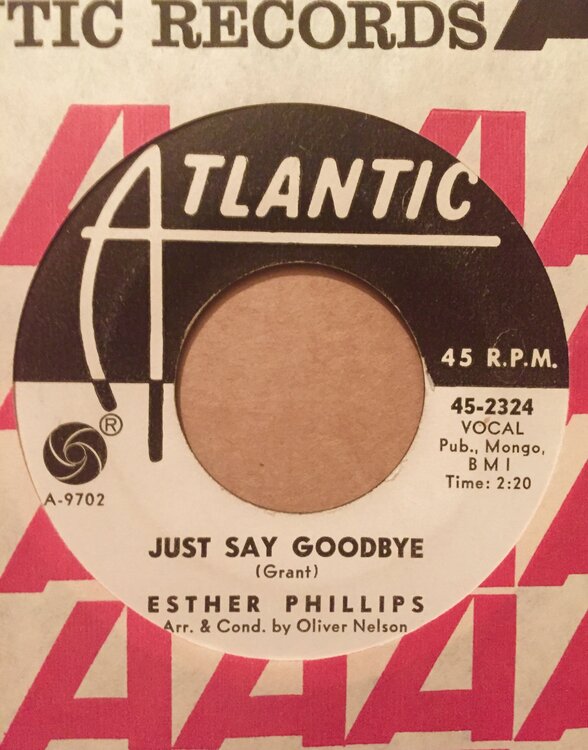 TIC RECORDS
ATLANTIC
45 R.P.M.
45-2324
VOCAL
Pub., Mongo,
BMI
Time: 2:20
®
A-9702
JUST SAY GOODBYE
(Grant)
ESTHER PHILLIPS
Arr. & Cond. by Oliver Nelson